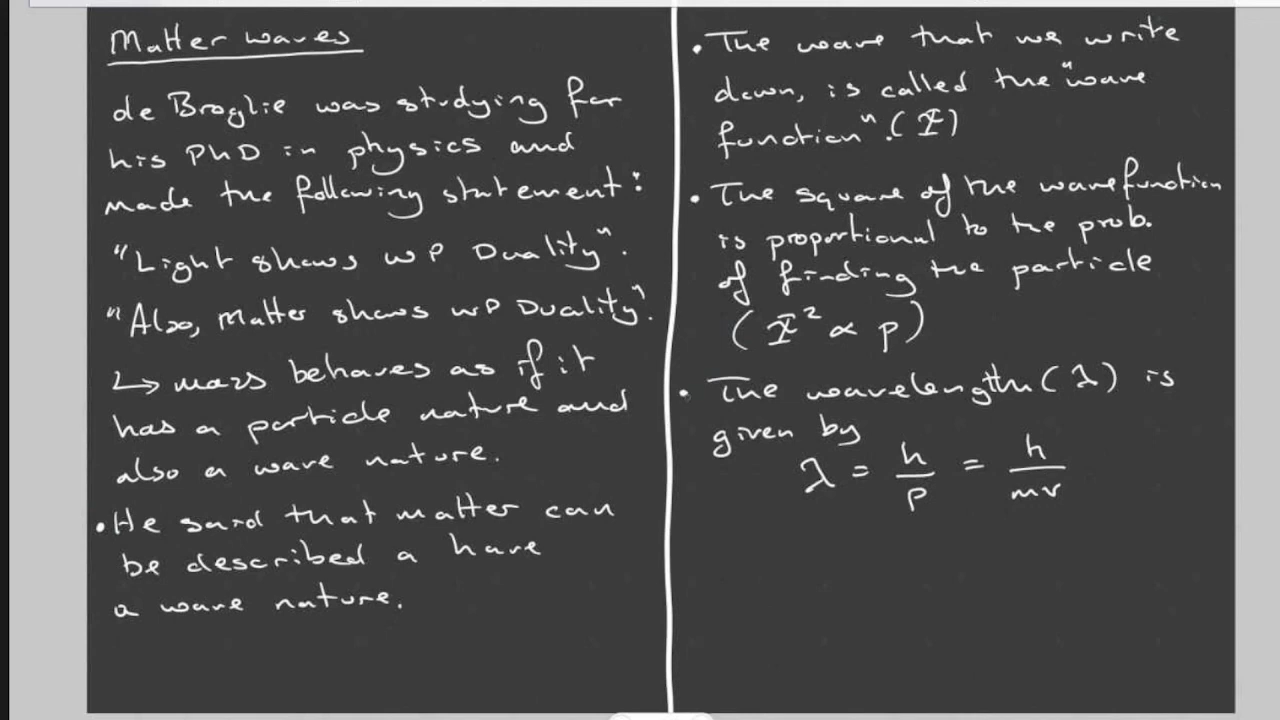 Matter waves
de Broglie was studying for
his PhD in physics and
made the following statement:
"Light shows WP Duality".
"Also, Matter shows WP Duality".
↳ mass behaves as if it
has a particle nature and
also a wave nature.
• He said that matter can
be described a have
a wave nature.
• The wave that we write
down, is called the "wave
function". (Ψ)
• The square of the wavefunction
is proportional to the prob.
of finding the particle
(Ψ² ∝ p)
• The wavelength (λ) is
given by
λ = h/p = h/mv